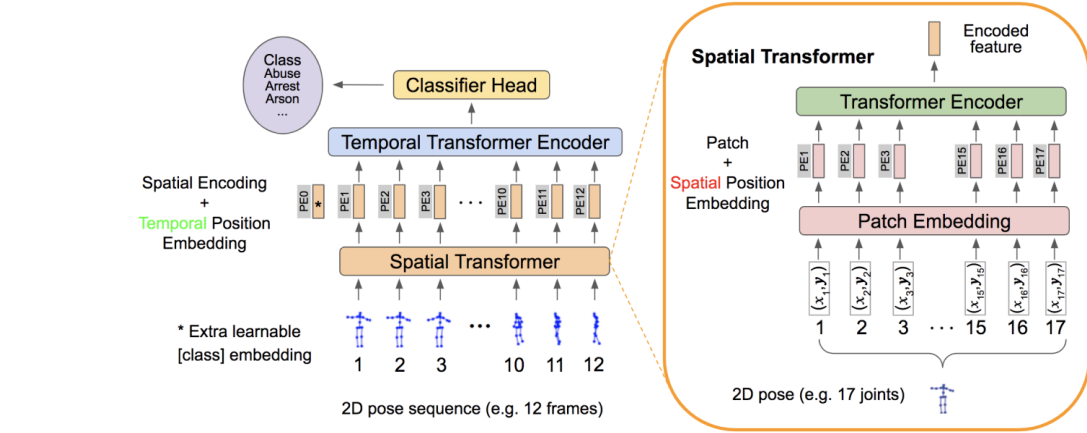 Class
Abuse
Arrest
Arson
...
Classifier Head
Temporal Transformer Encoder
Spatial Encoding
+
Temporal Position
Embedding
PE0 * PE1 PE2 PE3 ... PE10 PE11 PE12
Spatial Transformer
* Extra learnable
[class] embedding
...
1 2 3 10 11 12
2D pose sequence (e.g. 12 frames)
Spatial Transformer
Encoded
feature
Transformer Encoder
Patch
+
Spatial Position
Embedding
PE1 PE2 PE3 PE15 PE16 PE17
Patch Embedding
(x₁,y₁) (x₂,y₂) (x₃,y₃) (x₁₅,y₁₅) (x₁₆,y₁₆) (x₁₇,y₁₇)
1 2 3 ... 15 16 17
2D pose (e.g. 17 joints)